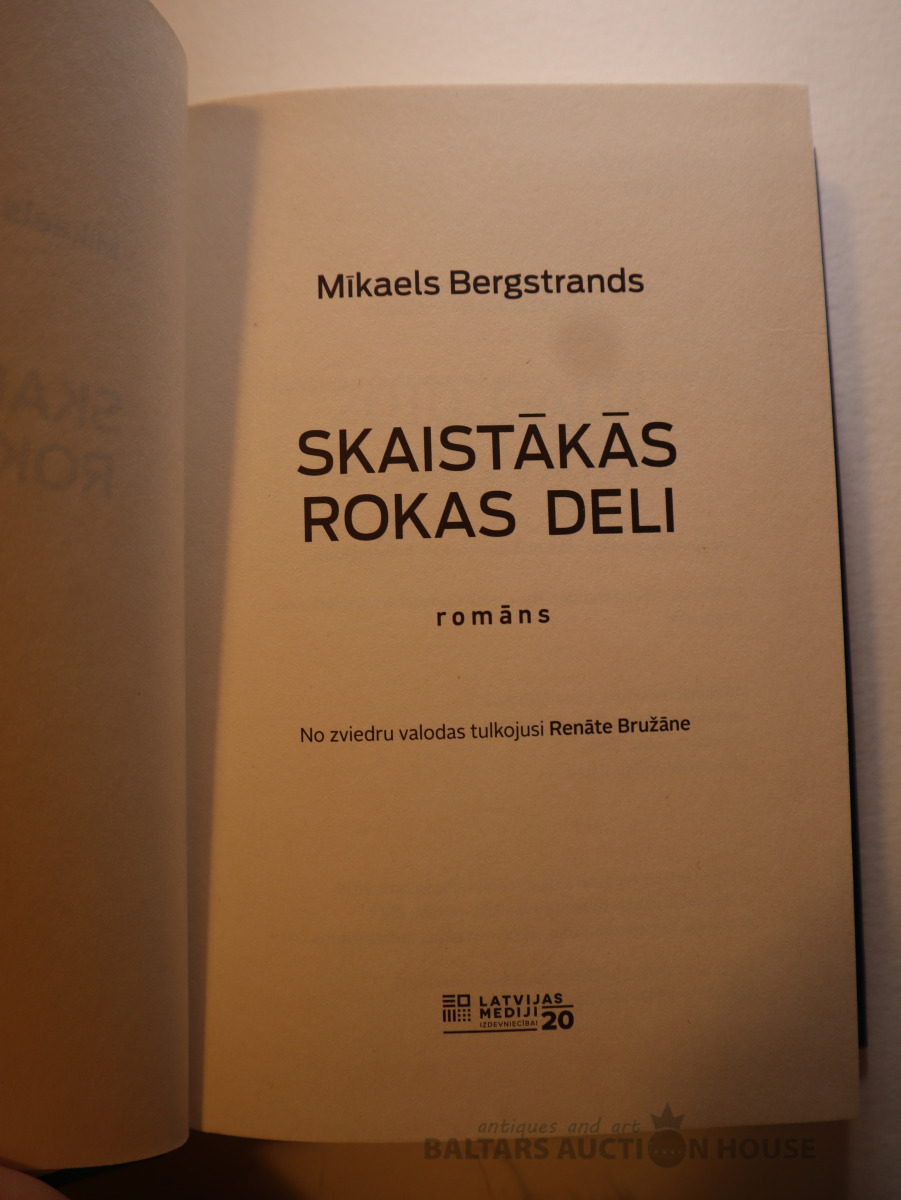 Mīkaels Bergstrands
SKAISTĀKĀS
ROKAS DELI
romāns
No zviedru valodas tulkojusi Renāte Bružāne
LATVIJAS
MEDIJI
IZDEVNIECĪBAI
20
antiques and art
BALTARS AUCTION HOUSE